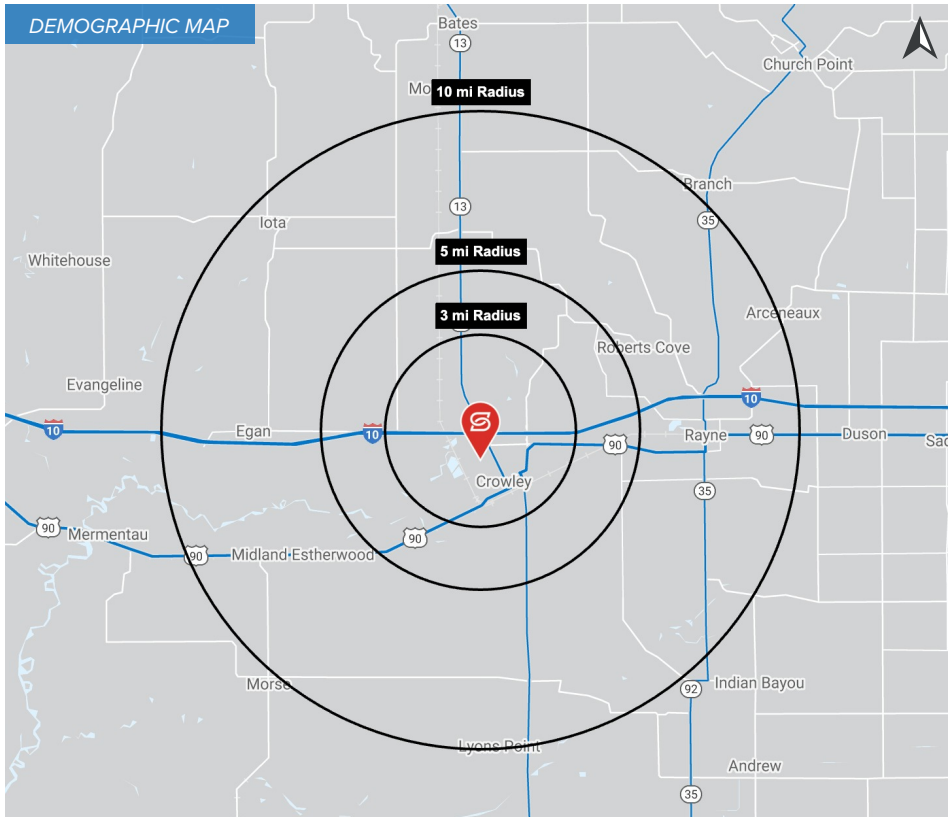 DEMOGRAPHIC MAP
Bates
13
Church Point
Mo
10 mi Radius
Branch
13
35
Iota
5 mi Radius
Whitehouse
Arceneaux
3 mi Radius
Roberts Cove
Evangeline
10
10
10
Egan
Rayne
90
Duson
90
Crowley
35
90
Mermentau
90
90
Midland
Estherwood
Morse
92
Indian Bayou
Lyons Point
Andrew
35